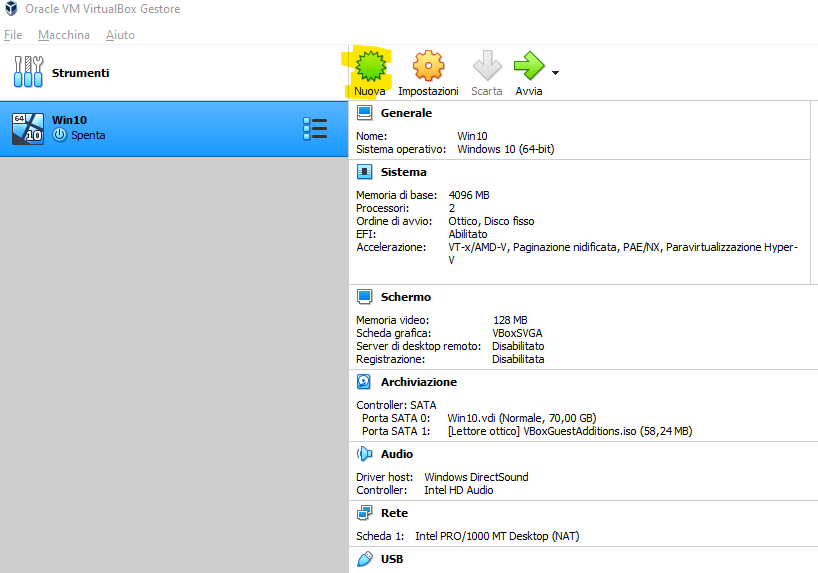 Oracle VM VirtualBox Gestore
File Macchina Aiuto
Strumenti
Nuova Impostazioni Scarta Avvia
64
10
Win10
Spenta
Generale
Nome: Win10
Sistema operativo: Windows 10 (64-bit)
Sistema
Memoria di base: 4096 MB
Processori: 2
Ordine di avvio: Ottico, Disco fisso
EFI: Abilitato
Accelerazione: VT-x/AMD-V, Paginazione nidificata, PAE/NX, Paravirtualizzazione Hyper-
V
Schermo
Memoria video: 128 MB
Scheda grafica: VBoxSVGA
Server di desktop remoto: Disabilitato
Registrazione: Disabilitata
Archiviazione
Controller: SATA
Porta SATA 0: Win10.vdi (Normale, 70,00 GB)
Porta SATA 1: [Lettore ottico] VBoxGuestAdditions.iso (58,24 MB)
Audio
Driver host: Windows DirectSound
Controller: Intel HD Audio
Rete
Scheda 1: Intel PRO/1000 MT Desktop (NAT)
USB